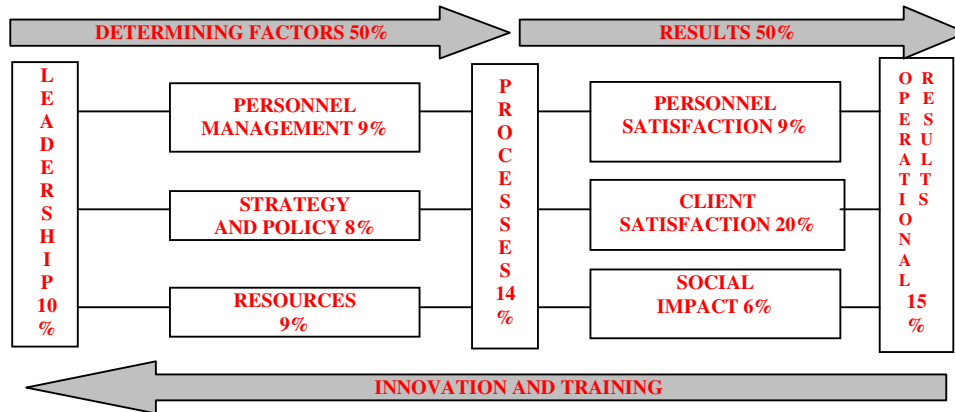 DETERMINING FACTORS 50%
RESULTS 50%
LEADERSHIP
10
%
PERSONNEL
MANAGEMENT 9%
STRATEGY
AND POLICY 8%
RESOURCES
9%
PROCESSES
14
%
PERSONNEL
SATISFACTION 9%
CLIENT
SATISFACTION 20%
SOCIAL
IMPACT 6%
OPERATIONAL
RESULTS
15
%
INNOVATION AND TRAINING